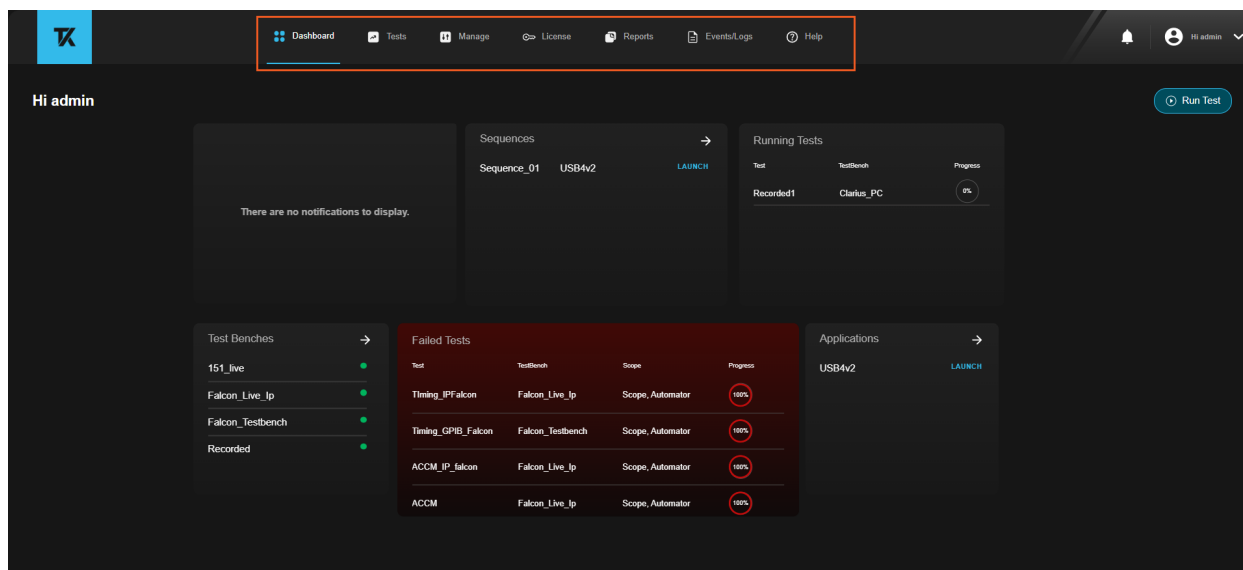 TK
Dashboard Tests Manage License Reports Events/Logs Help
Hi admin
Hi admin
Run Test
There are no notifications to display.
Sequences
Sequence_01 USB4v2 LAUNCH
Running Tests
Test TestBench Progress
Recorded1 Clarius_PC 0%
Test Benches
151_live
Falcon_Live_Ip
Falcon_Testbench
Recorded
Failed Tests
Test TestBench Scope Progress
TIming_IPFalcon Falcon_Live_Ip Scope, Automator 100%
Timing_GPIB_Falcon Falcon_Testbench Scope, Automator 100%
ACCM_IP_falcon Falcon_Live_Ip Scope, Automator 100%
ACCM Falcon_Live_Ip Scope, Automator 100%
Applications
USB4v2 LAUNCH